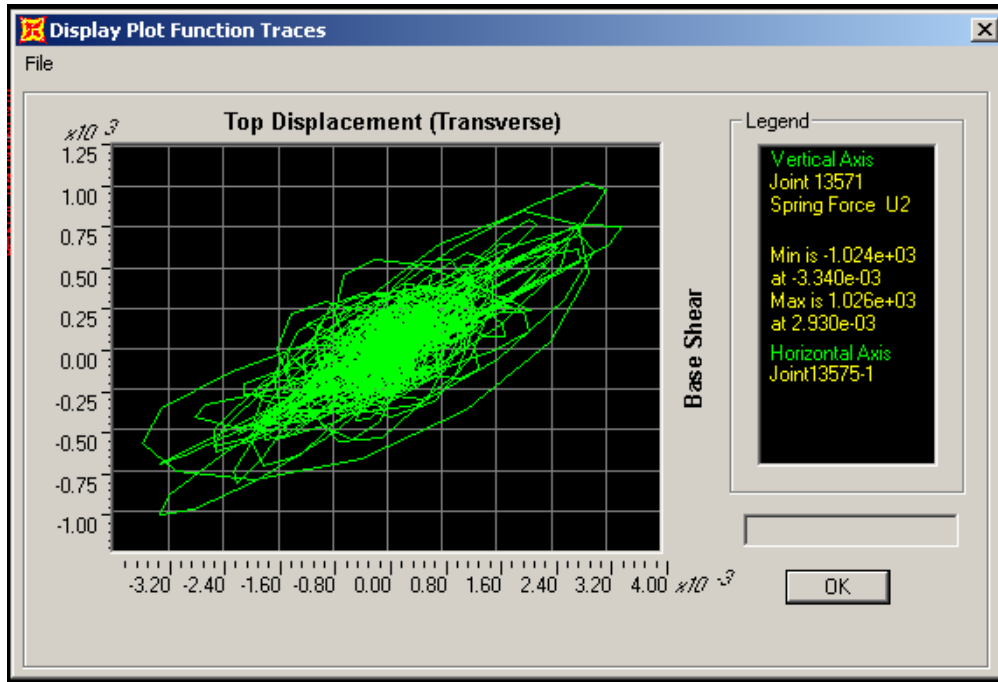 Display Plot Function Traces
File
x10 3
Top Displacement (Transverse)
1.25
1.00
0.75
0.50
0.25
0.00
-0.25
-0.50
-0.75
-1.00
-3.20 -2.40 -1.60 -0.80 0.00 0.80 1.60 2.40 3.20 4.00 x10 -3
Base Shear
Legend
Vertical Axis
Joint 13571
Spring Force U2
Min is -1.024e+03
at -3.340e-03
Max is 1.026e+03
at 2.930e-03
Horizontal Axis
Joint13575-1
OK